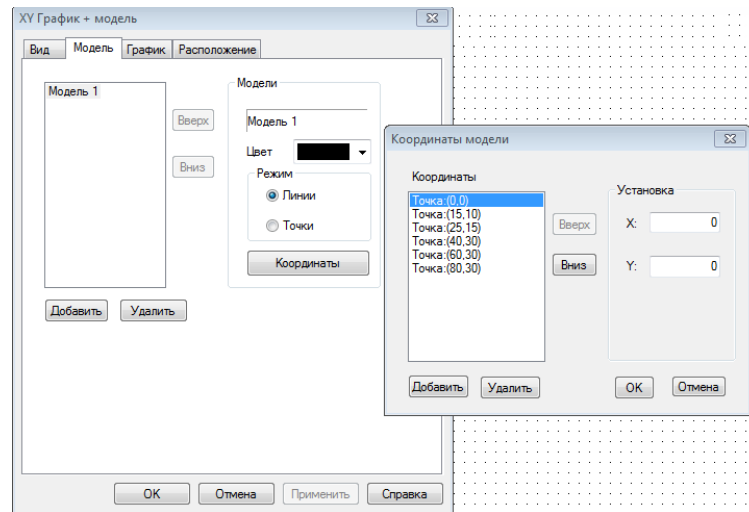 XY График + модель
Вид Модель График Расположение
Модель 1
Вверх
Вниз
Добавить Удалить
Модели
Модель 1
Цвет
Режим
Линии
Точки
Координаты
OK Отмена Применить Справка
Координаты модели
Координаты
Точка:(0,0)
Точка:(15,10)
Точка:(25,15)
Точка:(40,30)
Точка:(60,30)
Точка:(80,30)
Вверх
Вниз
Установка
X: 0
Y: 0
Добавить Удалить
OK Отмена